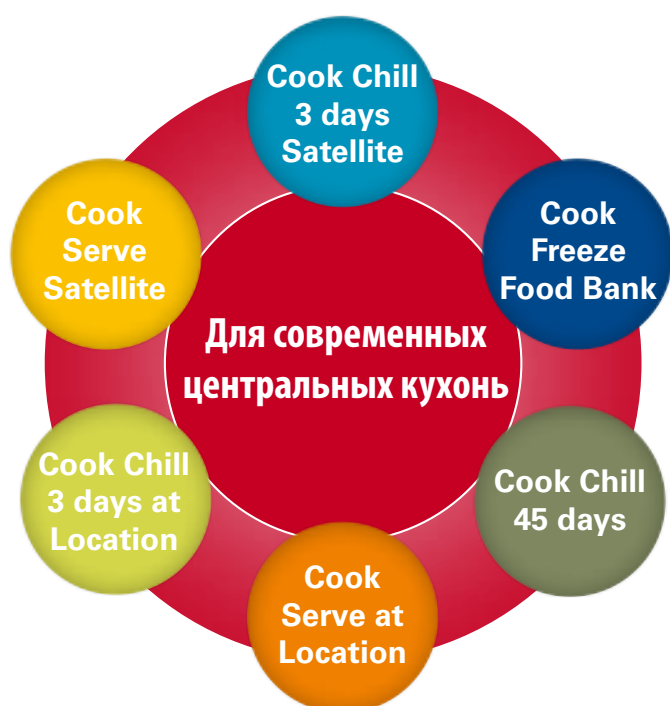 Cook Chill
3 days
Satellite
Cook
Serve
Satellite
Cook
Freeze
Food Bank
Для современных
центральных кухонь
Cook Chill
3 days at
Location
Cook Chill
45 days
Cook
Serve at
Location